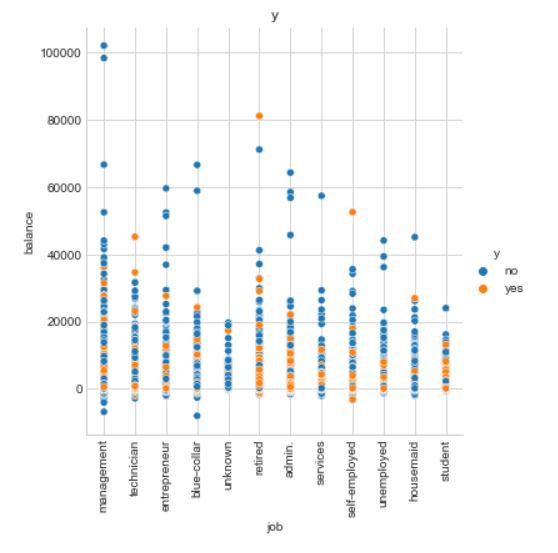 y
100000
80000
60000
40000
20000
0
balance
management
technician
entrepreneur
blue-collar
unknown
retired
admin.
services
self-employed
unemployed
housemaid
student
job
y
no
yes